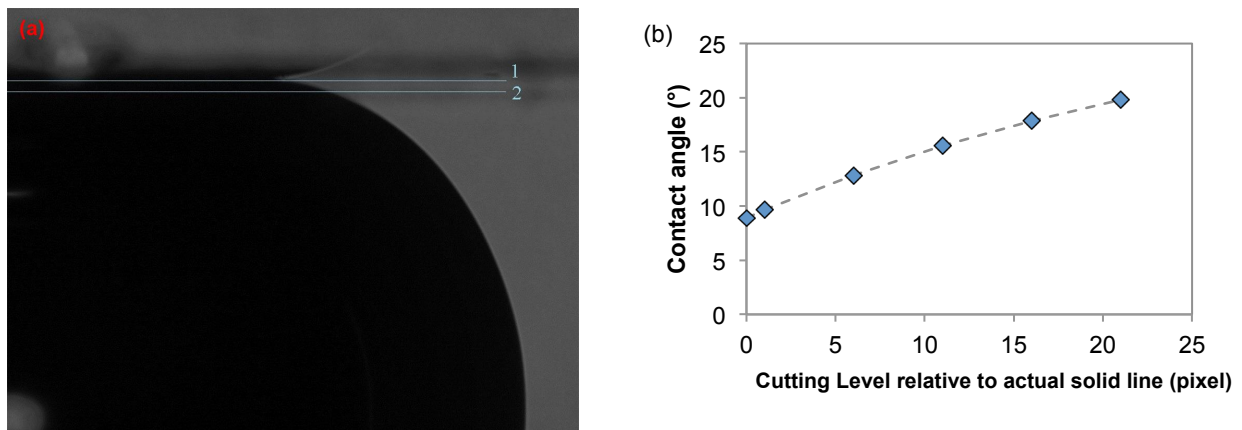 (a)
1
2
(b)
25
20
15
10
5
0
Contact angle (°)
0 5 10 15 20 25
Cutting Level relative to actual solid line (pixel)